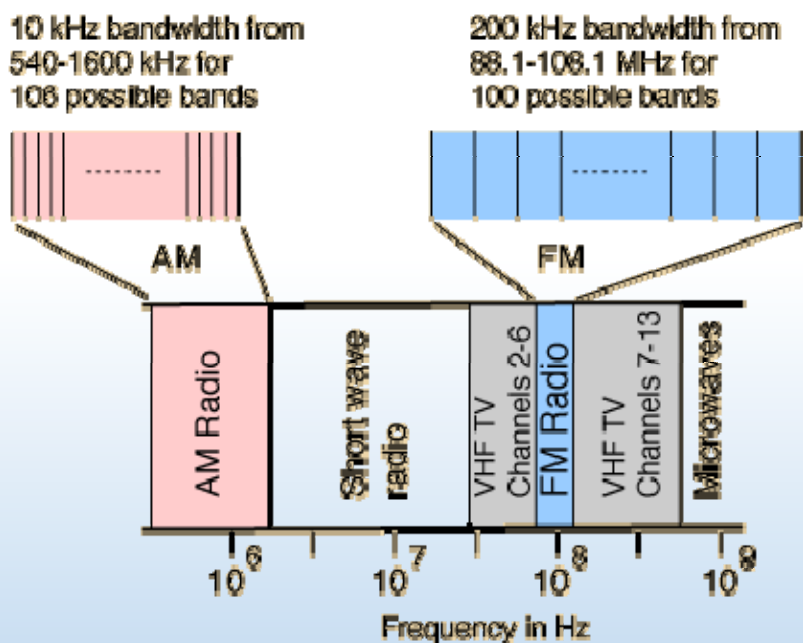 10 kHz bandwidth from
540-1600 kHz for
106 possible bands
200 kHz bandwidth from
88.1-108.1 MHz for
100 possible bands
AM
FM
AM Radio
Short wave
radio
VHF TV
Channels 2-6
FM Radio
VHF TV
Channels 7-13
Microwaves
10^6
10^7
10^8
10^9
Frequency in Hz